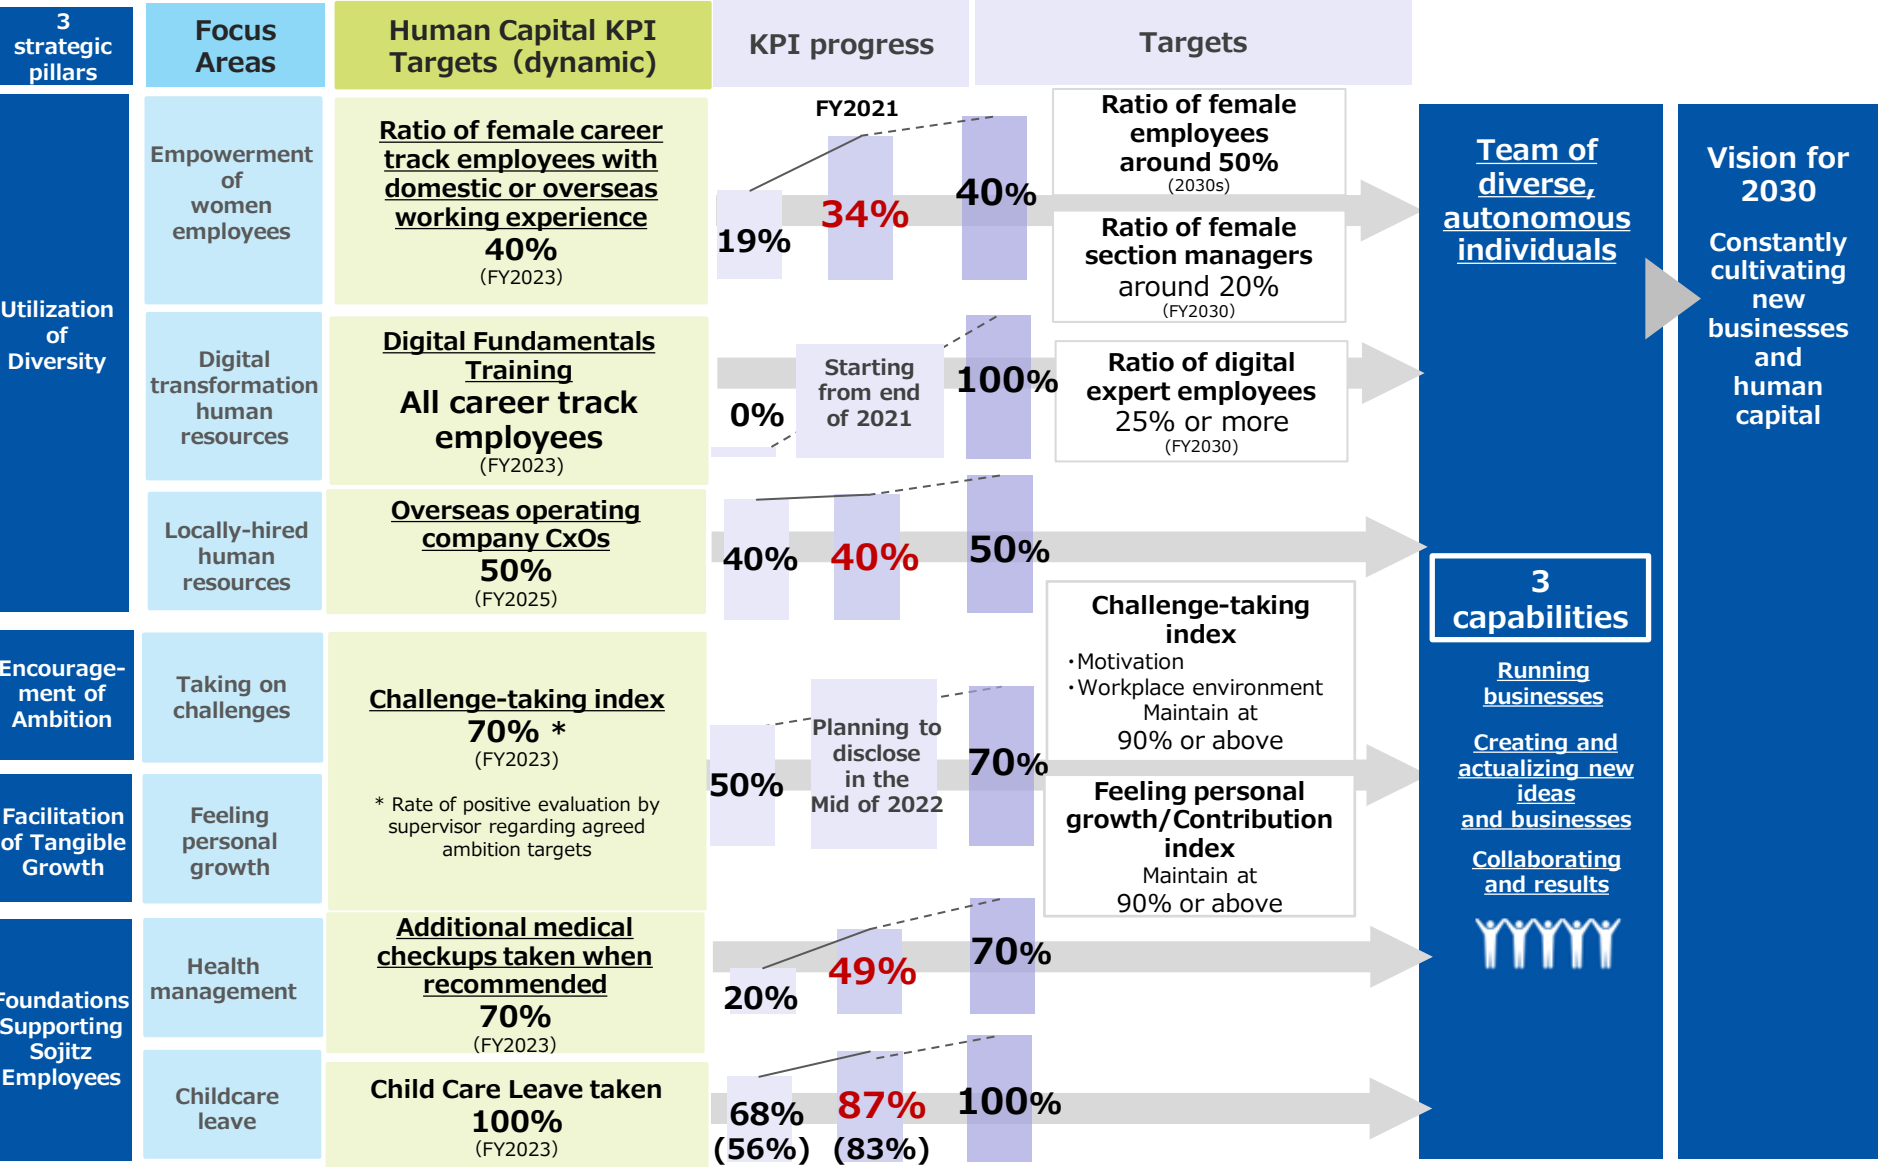 3
strategic
pillars
Focus
Areas
Human Capital KPI
Targets（dynamic)
KPI progress
Targets
Utilization
of
Diversity
Empowerment
of
women
employees
Ratio of female career
track employees with
domestic or overseas
working experience
40%
(FY2023)
FY2021
19%
34%
40%
Ratio of female
employees
around 50%
(2030s)
Ratio of female
section managers
around 20%
(FY2030)
Digital
transformation
human
resources
Digital Fundamentals
Training
All career track
employees
(FY2023)
0%
Starting
from end
of 2021
100%
Ratio of digital
expert employees
25% or more
(FY2030)
Locally-hired
human
resources
Overseas operating
company CxOs
50%
(FY2025)
40%
40%
50%
Encourage-
ment of
Ambition
Taking on
challenges
Challenge-taking index
70% *
(FY2023)
* Rate of positive evaluation by
supervisor regarding agreed
ambition targets
50%
Planning to
disclose
in the
Mid of 2022
70%
Challenge-taking
index
・Motivation
・Workplace environment
Maintain at
90% or above
Facilitation
of Tangible
Growth
Feeling
personal
growth
Feeling personal
growth/Contribution
index
Maintain at
90% or above
Foundations
Supporting
Sojitz
Employees
Health
management
Additional medical
checkups taken when
recommended
70%
(FY2023)
20%
49%
70%
Childcare
leave
Child Care Leave taken
100%
(FY2023)
68%
(56%)
87%
(83%)
100%
Team of
diverse,
autonomous
individuals
3
capabilities
Running
businesses
Creating and
actualizing new
ideas
and businesses
Collaborating
and results
Vision for
2030
Constantly
cultivating
new
businesses
and
human
capital